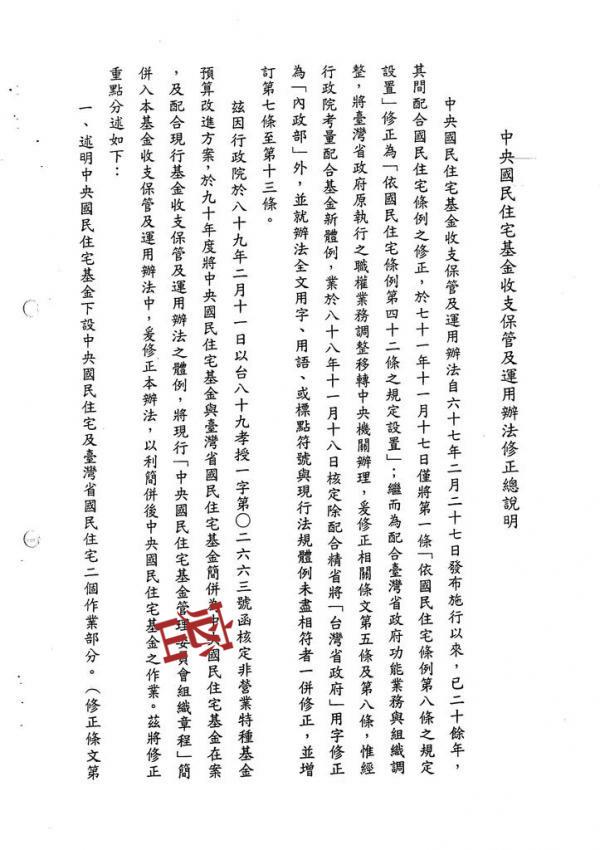 中央國民住宅基金收支保管及運用辦法修正總說明
中央國民住宅基金收支保管及運用辦法自六十七年二月二十七日發布施行以來，已二十餘年，
其間配合國民住宅條例之修正，於七十一年十一月十七日僅將第一條「依國民住宅條例第八條之規定
設置」修正為「依國民住宅條例第四十二條之規定設置」；繼而為配合臺灣省政府功能業務與組織調
整，將臺灣省政府原執行之職權業務調整移轉中央機關辦理，爰修正相關條文第五條及第八條，惟經
行政院考量配合基金新體例，業於八十八年十一月十八日核定除配合精省將「台灣省政府」用字修正
為「內政部」外，並就辦法全文用字、用語、或標點符號與現行法規體例未盡相符者一併修正，並增
訂第七條至第十三條。
茲因行政院於八十九年二月十一日以台八十九孝授一字第〇二六六三號函核定非營業特種基金
預算改進方案，於九十年度將中央國民住宅基金與臺灣省國民住宅基金簡併為中央國民住宅基金在案
，及配合現行基金收支保管及運用辦法之體例，將現行「中央國民住宅基金管理委員會組織章程」簡
併入本基金收支保管及運用辦法中，爰修正本辦法，以利簡併後中央國民住宅基金之作業。茲將修正
重點分述如下：
一、述明中央國民住宅基金下設中央國民住宅及臺灣省國民住宅二個作業部分。（修正條文第